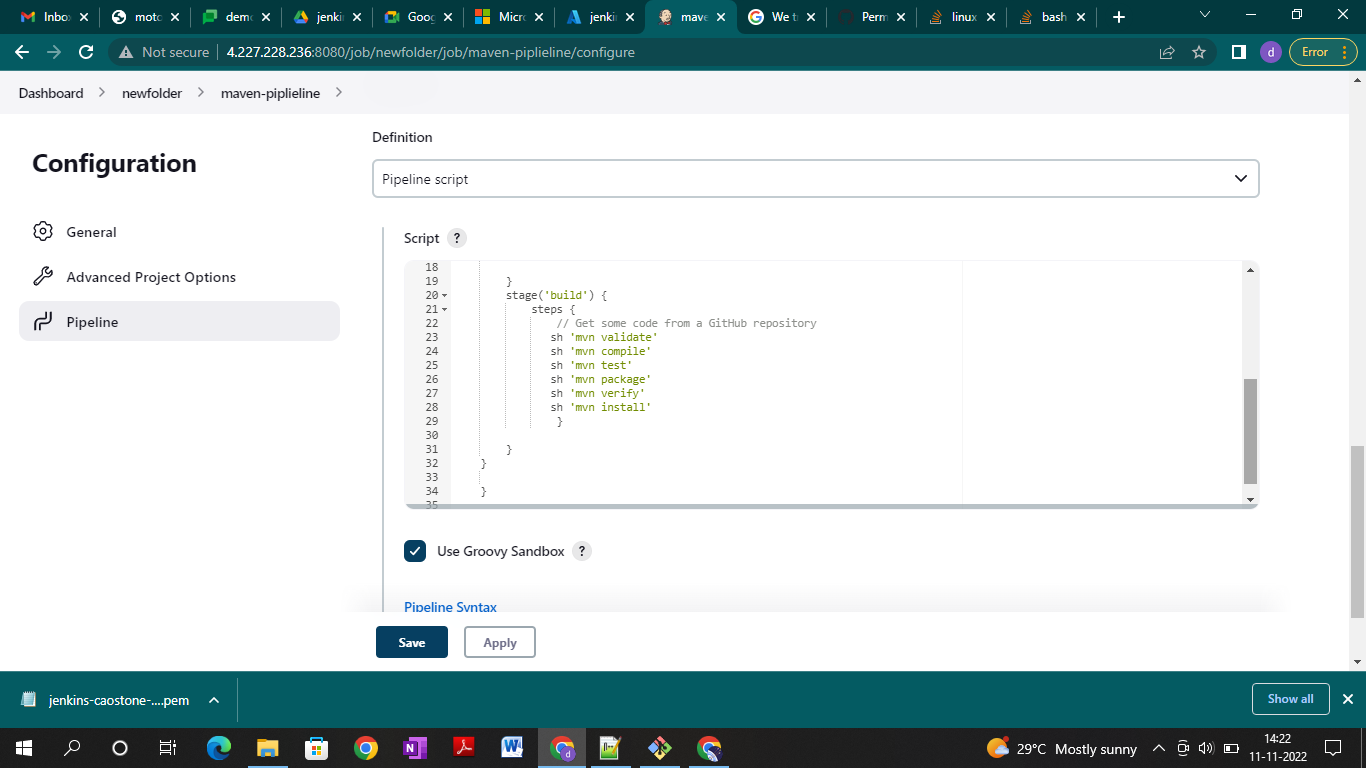 Inbo
moto
demo
jenki
Goog
Micro
jenki
mave
We t
Perm
linux
bash
Not secure
4.227.228.236:8080/job/newfolder/job/maven-piplieline/configure
d
Error
Dashboard
newfolder
maven-piplieline
Configuration
General
Advanced Project Options
Pipeline
Definition
Pipeline script
Script ?
18
19 }
20 stage('build') {
21 steps {
22 // Get some code from a GitHub repository
23 sh 'mvn validate'
24 sh 'mvn compile'
25 sh 'mvn test'
26 sh 'mvn package'
27 sh 'mvn verify'
28 sh 'mvn install'
29 }
30
31 }
32 }
33
34 }
35
Use Groovy Sandbox ?
Pipeline Syntax
Save
Apply
jenkins-caostone-....pem
Show all
29°C Mostly sunny
14:22
11-11-2022